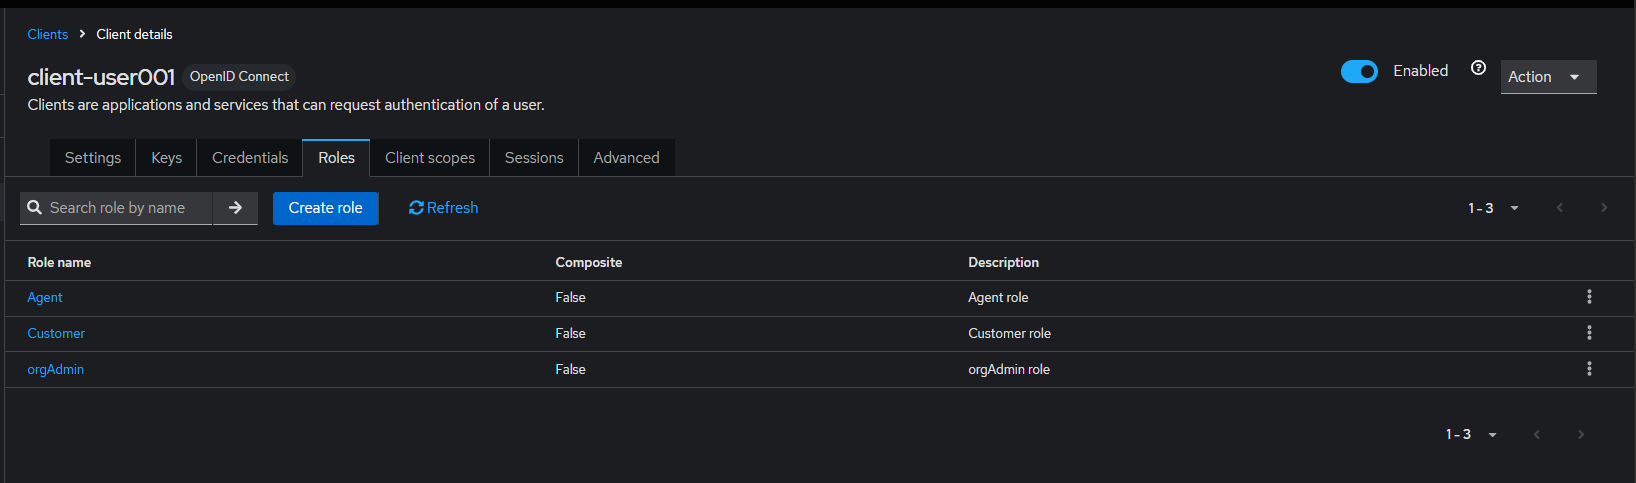 Clients > Client details
client-user001 OpenID Connect
Enabled
Action
Clients are applications and services that can request authentication of a user.
Settings Keys Credentials Roles Client scopes Sessions Advanced
Search role by name Create role Refresh 1 - 3
Role name Composite Description
Agent False Agent role
Customer False Customer role
orgAdmin False orgAdmin role
1 - 3